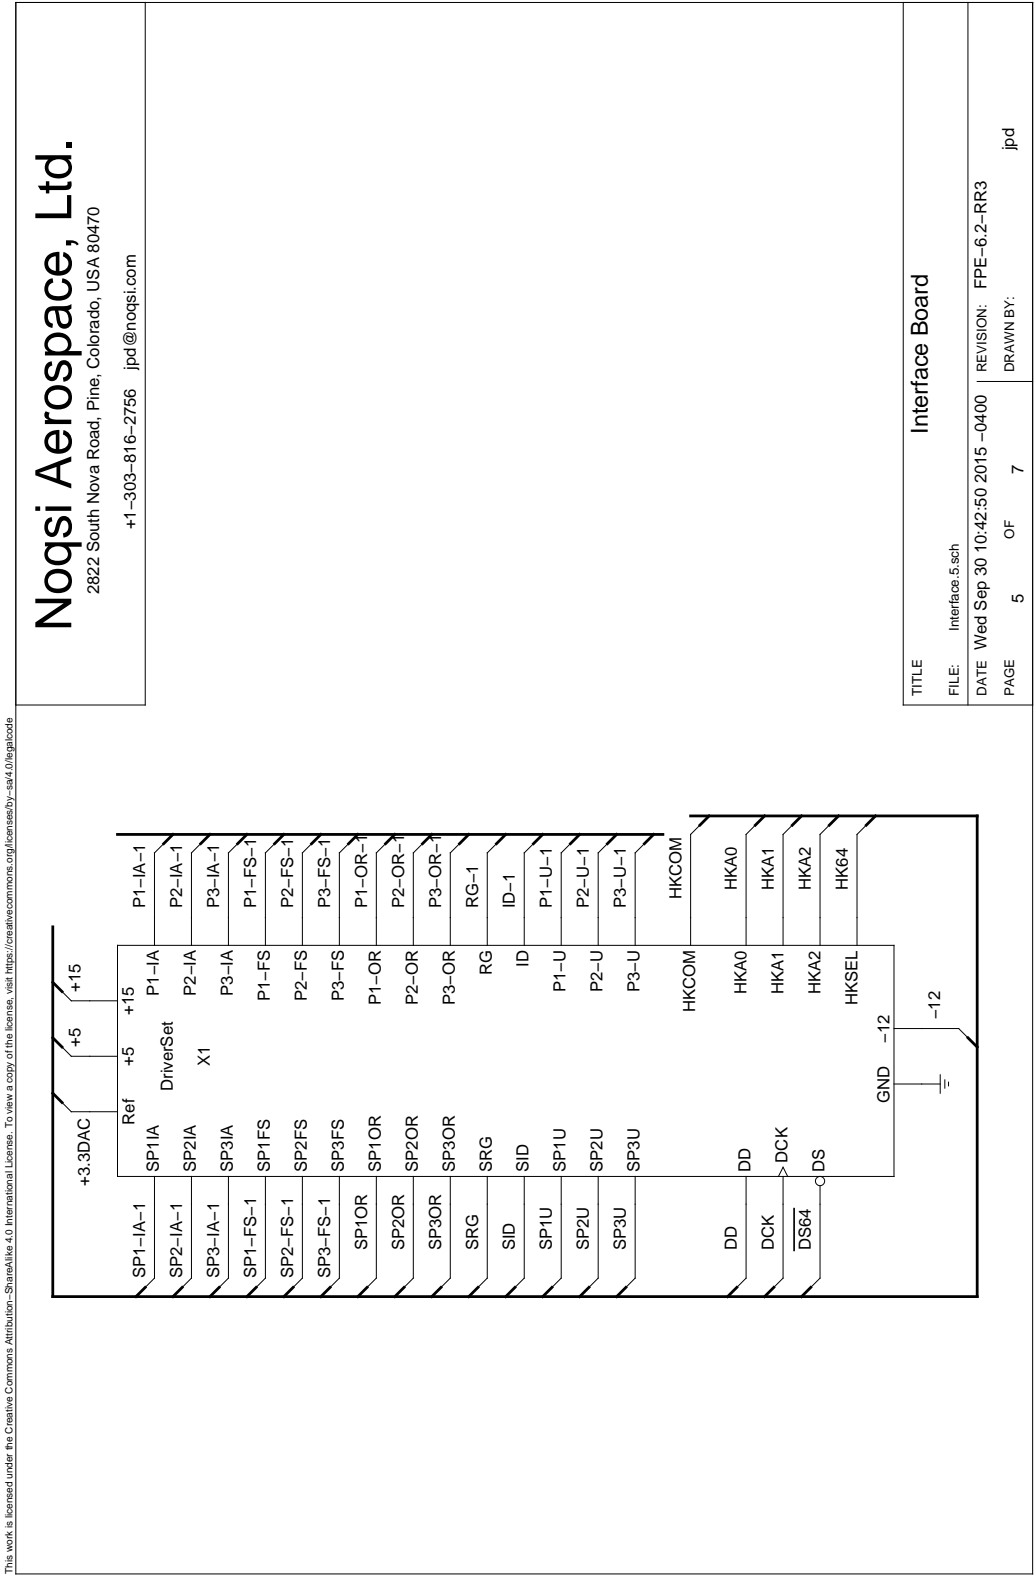 This work is licensed under the Creative Commons Attribution−ShareAlike 4.0 International License. To view a copy of the license, visit https://creativecommons.org/licenses/by−sa/4.0/legalcode
Noqsi Aerospace, Ltd.
2822 South Nova Road, Pine, Colorado, USA 80470
+1−303−816−2756 jpd@noqsi.com
+3.3DAC
+5
+15
Ref
+5
+15
DriverSet
X1
SP1−IA−1
SP1IA
P1−IA
P1−IA−1
SP2−IA−1
SP2IA
P2−IA
P2−IA−1
SP3−IA−1
SP3IA
P3−IA
P3−IA−1
SP1−FS−1
SP1FS
P1−FS
P1−FS−1
SP2−FS−1
SP2FS
P2−FS
P2−FS−1
SP3−FS−1
SP3FS
P3−FS
P3−FS−1
SP1OR
SP1OR
P1−OR
P1−OR−1
SP2OR
SP2OR
P2−OR
P2−OR−1
SP3OR
SP3OR
P3−OR
P3−OR−1
SRG
SRG
RG
RG−1
SID
SID
ID
ID−1
SP1U
SP1U
P1−U
P1−U−1
SP2U
SP2U
P2−U
P2−U−1
SP3U
SP3U
P3−U
P3−U−1
HKCOM
HKCOM
DD
DD
HKA0
HKA0
DCK
DCK
HKA1
HKA1
DS64
DS
HKA2
HKA2
HKSEL
HK64
GND
−12
−12
TITLE
Interface Board
FILE: Interface.5.sch
DATE Wed Sep 30 10:42:50 2015 −0400
REVISION: FPE−6.2−RR3
PAGE 5 OF 7
DRAWN BY: jpd